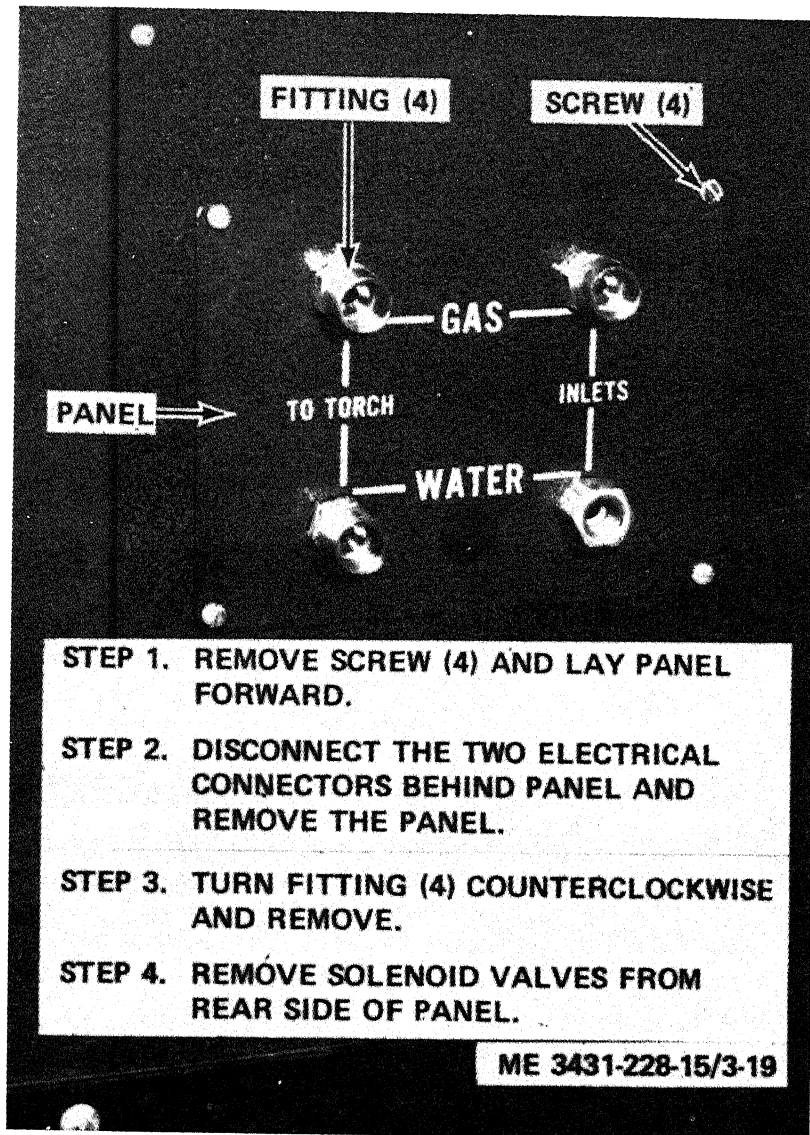 FITTING (4)
SCREW (4)
GAS
PANEL
TO TORCH
INLETS
WATER
STEP 1. REMOVE SCREW (4) AND LAY PANEL
FORWARD.
STEP 2. DISCONNECT THE TWO ELECTRICAL
CONNECTORS BEHIND PANEL AND
REMOVE THE PANEL.
STEP 3. TURN FITTING (4) COUNTERCLOCKWISE
AND REMOVE.
STEP 4. REMOVE SOLENOID VALVES FROM
REAR SIDE OF PANEL.
ME 3431-228-15/3-19